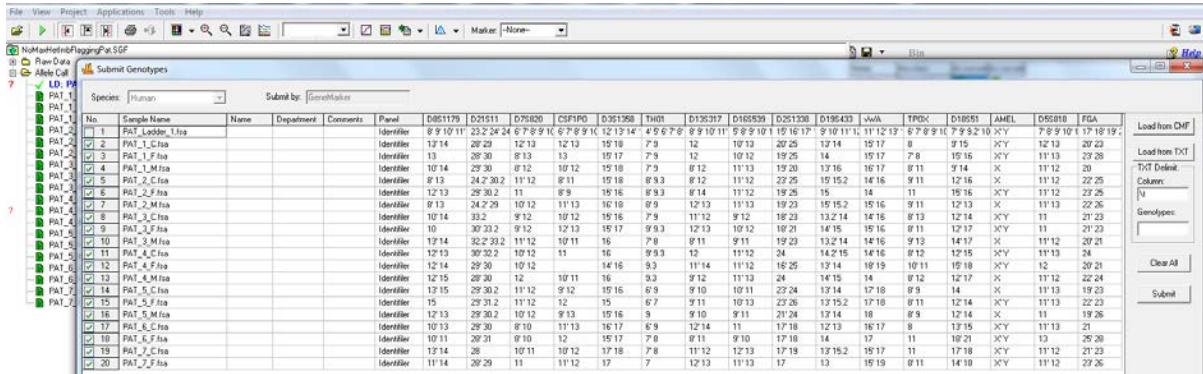 File View Project Applications Tools Help
Marker: --None--
NoMaxHetImbFlaggingPat.SGF
Bin
Help
Raw Data
Allele Call
Submit Genotypes
Species: Human Submit by: GeneMarker
No. Sample Name Name Department Comments Panel D8S1179 D21S11 D7S820 CSF1PO D3S1358 TH01 D13S317 D16S539 D2S1338 D19S433 vWA TPOX D18S51 AMEL D5S818 FGA
1 PAT_Ladder_1.fsa Identifiler
2 PAT_1_C.fsa Identifiler 13'14 28'29 12'13 12'13 15'18 7'9 12 10'13 20'25 13'14 15'17 8 9'15 X'Y 12'13 20'23
3 PAT_1_F.fsa Identifiler 13 28'30 8'13 13 15'17 7'9 12 10'12 19'25 14 15'17 7'8 15'16 X'Y 11'13 23'28
4 PAT_1_M.fsa Identifiler 10'14 29'30 8'12 10'12 15'18 7'9 8'12 11'13 19'20 13'16 16'17 8'11 9'14 X 11'12 20
5 PAT_2_C.fsa Identifiler 8'13 24.2'30.2 11'12 8'11 15'18 8'9.3 8'12 11'12 23'25 15'15.2 14'16 9'11 12'16 X 11'12 22'25
6 PAT_2_F.fsa Identifiler 12'13 29'30.2 11 8'9 15'16 8'9.3 8'14 11'12 19'25 15 14 11 15'16 X'Y 11'12 23'25
7 PAT_2_M.fsa Identifiler 8'13 24.2'29 10'12 11'13 16'18 8'9 12'13 11'13 19'23 15'15.2 15'16 9'11 12'13 X 11'13 22'26
8 PAT_3_C.fsa Identifiler 10'14 33.2 9'12 10'12 15'16 7'9 11'12 9'12 18'23 13.2'14 14'16 8'13 12'14 X 11 21'23
9 PAT_3_F.fsa Identifiler 10 30'33.2 9'12 12'13 15'17 9'9.3 12'13 10'12 18'21 14'15 15'16 8'11 12'17 X'Y 11 21'23
10 PAT_3_M.fsa Identifiler 13'14 32.2'33.2 11'12 10'11 16 7'8 8'11 9'11 19'23 13.2'14 14'16 9'13 14'17 X 11'12 20'21
11 PAT_4_C.fsa Identifiler 12'13 30'32.2 10'12 11 16 9'9.3 12 11'12 24 14.2'15 14'16 8'12 12'15 X'Y 11'13 24
12 PAT_4_F.fsa Identifiler 12'14 29'30 10'12 14'16 9.3 11'14 11'12 16'25 13'14 18'19 10'11 15'18 X'Y 12 20'21
13 PAT_4_M.fsa Identifiler 12'15 28'30 12 10'11 16 9.3 9'12 11'13 24 14'15 14 8'12 12'17 X 11'12 22'24
14 PAT_5_C.fsa Identifiler 13'15 29'30.2 11'12 9'12 15'16 6'9 9'10 10'11 23'24 13'14 17'18 8'9 14 X 11'13 19'23
15 PAT_5_F.fsa Identifiler 15 29'31.2 11'12 12 15 6'7 9'11 10'13 23'26 13'15.2 17'18 8'11 12'14 X'Y 11'13 22'23
16 PAT_5_M.fsa Identifiler 12'13 29'30.2 10'12 9'13 15'16 9 9'10 9'11 21'24 13'14 18 8'9 12'14 X 11 19'26
17 PAT_6_C.fsa Identifiler 10'13 29'30 8'10 11'13 16'17 6'9 12'14 11 17'18 12'13 16'17 8 13'15 X'Y 11'13 21
18 PAT_6_F.fsa Identifiler 10'11 28'31 8'10 12 15'17 7'8 8'11 9'10 17'18 14 17 11 18'21 X'Y 13 25'28
19 PAT_7_C.fsa Identifiler 13'14 28 10'11 10'12 17'18 7'8 11'12 12'13 17'19 13'15.2 15'17 11 17'18 X'Y 11'12 21'23
20 PAT_7_F.fsa Identifiler 11'14 28'29 11 11'12 17 7 12'13 11'13 17 13 15'19 8'11 14'18 X'Y 11'12 23'26
Load from CMF
Load from TXT
TXT Delimit.
Column:
\t
Genotypes:
Clear All
Submit